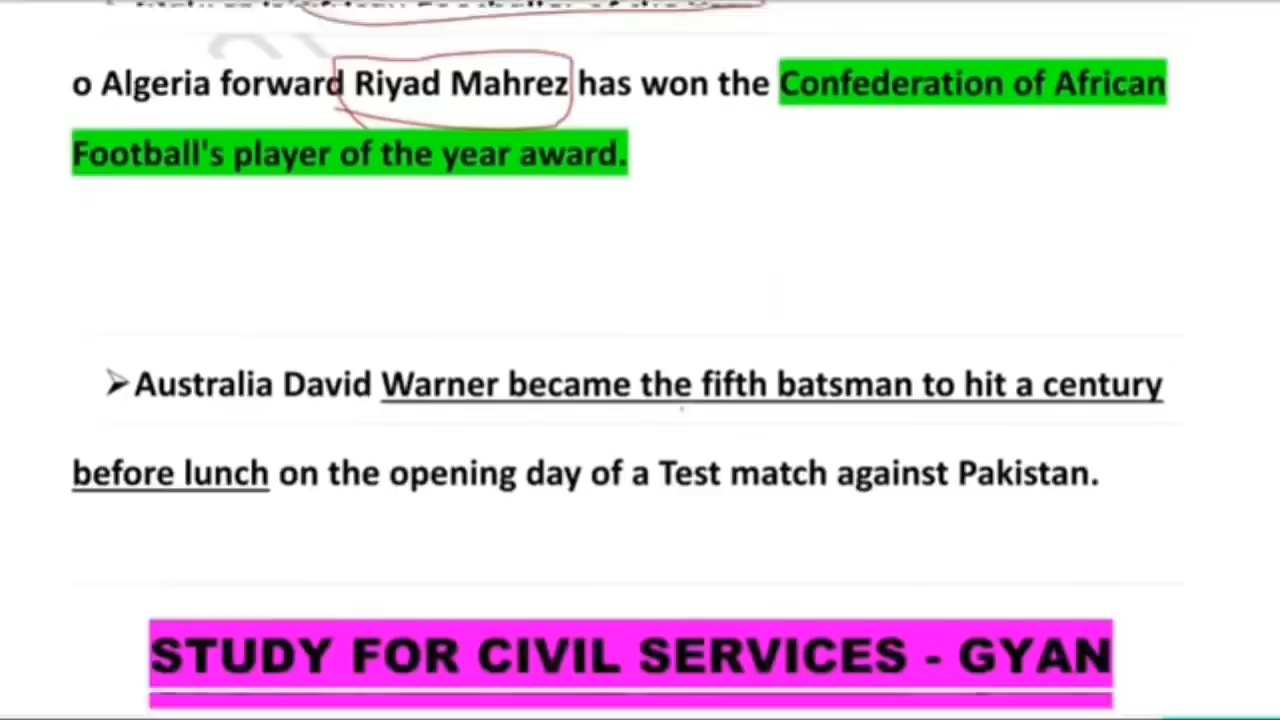 o Algeria forward Riyad Mahrez has won the Confederation of African
Football's player of the year award.
➢Australia David Warner became the fifth batsman to hit a century
before lunch on the opening day of a Test match against Pakistan.
STUDY FOR CIVIL SERVICES - GYAN